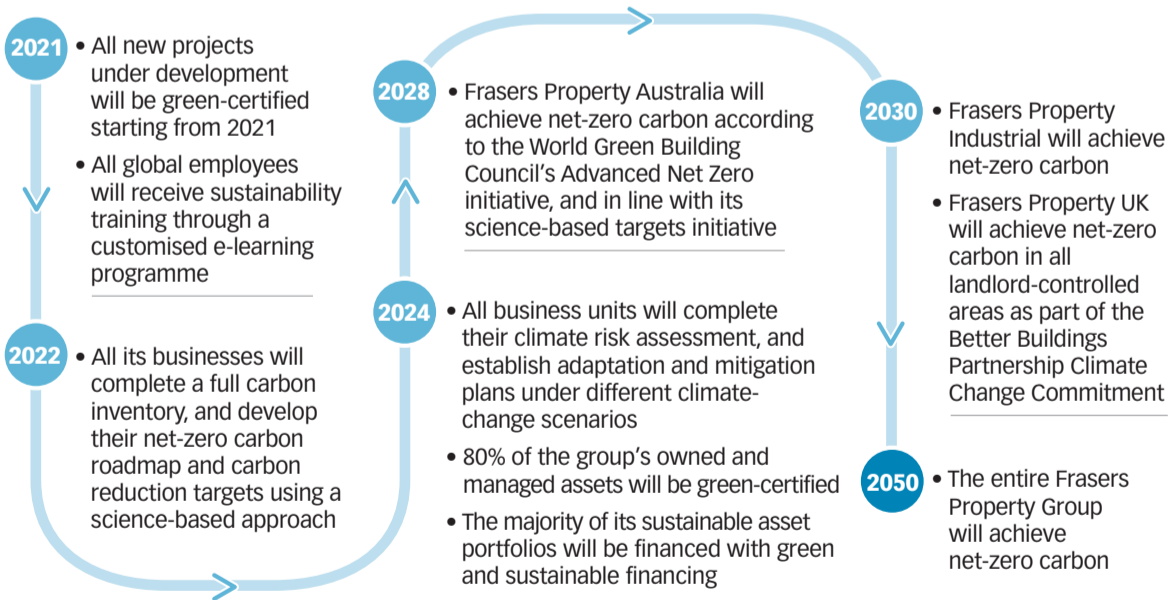 2021
• All new projects
under development
will be green-certified
starting from 2021
• All global employees
will receive sustainability
training through a
customised e-learning
programme
2022
• All its businesses will
complete a full carbon
inventory, and develop
their net-zero carbon
roadmap and carbon
reduction targets using a
science-based approach
2024
• All business units will complete
their climate risk assessment, and
establish adaptation and mitigation
plans under different climate-
change scenarios
• 80% of the group's owned and
managed assets will be green-certified
• The majority of its sustainable asset
portfolios will be financed with green
and sustainable financing
2028
• Frasers Property Australia will
achieve net-zero carbon according
to the World Green Building
Council's Advanced Net Zero
initiative, and in line with its
science-based targets initiative
2030
• Frasers Property
Industrial will achieve
net-zero carbon
• Frasers Property UK
will achieve net-zero
carbon in all
landlord-controlled
areas as part of the
Better Buildings
Partnership Climate
Change Commitment
2050
• The entire Frasers
Property Group
will achieve
net-zero carbon